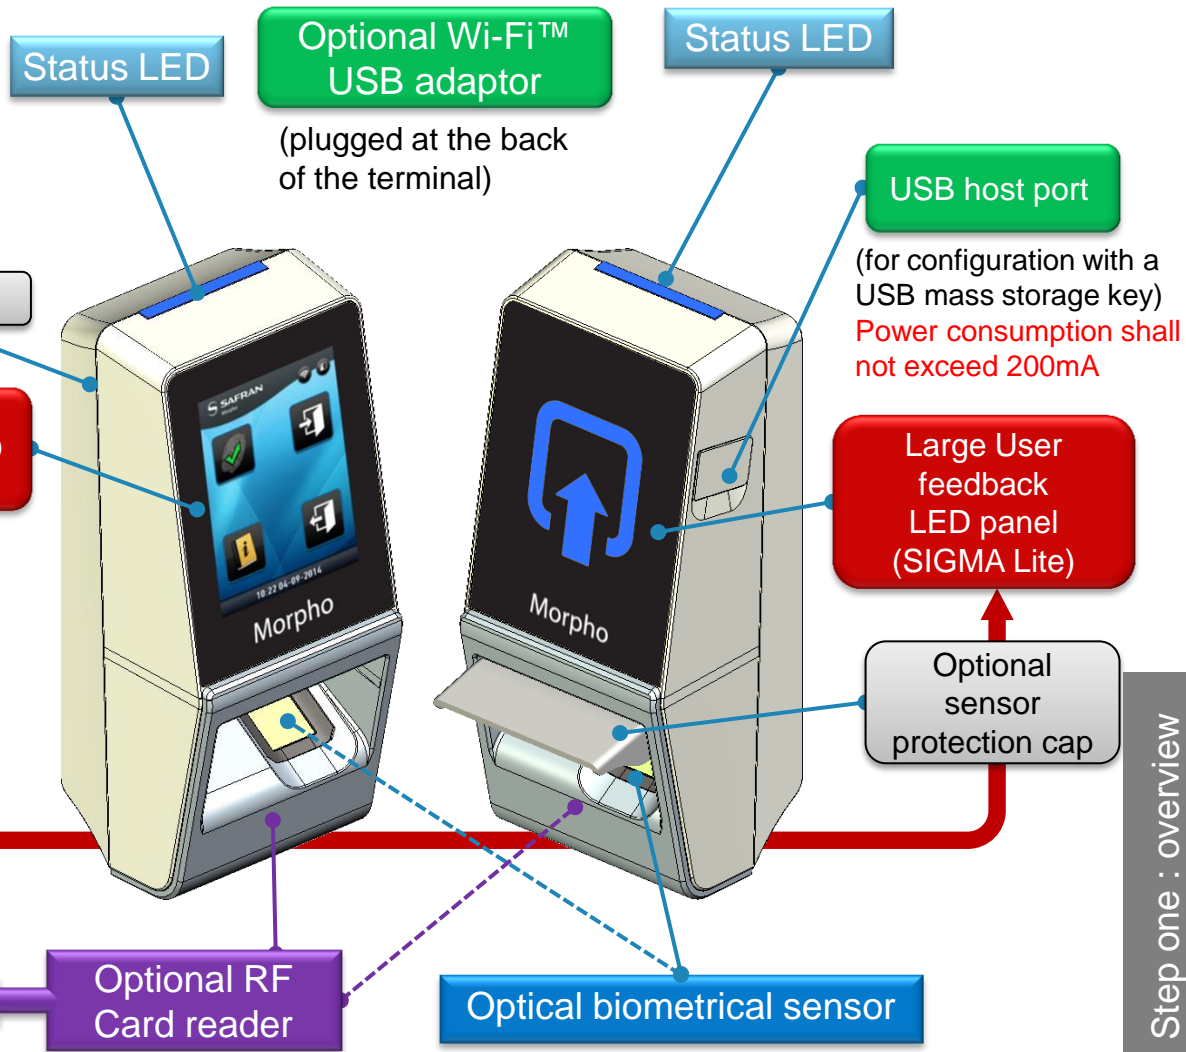 Status LED
Optional Wi-Fi™
USB adaptor
(plugged at the back
of the terminal)
Status LED
USB host port
(for configuration with a
USB mass storage key)
Power consumption shall
not exceed 200mA
SAFRAN
Morpho
10:22 04-09-2014
Morpho
Morpho
Large User
feedback
LED panel
(SIGMA Lite)
Optional
sensor
protection cap
Optional RF
Card reader
Optical biometrical sensor
Step one : overview